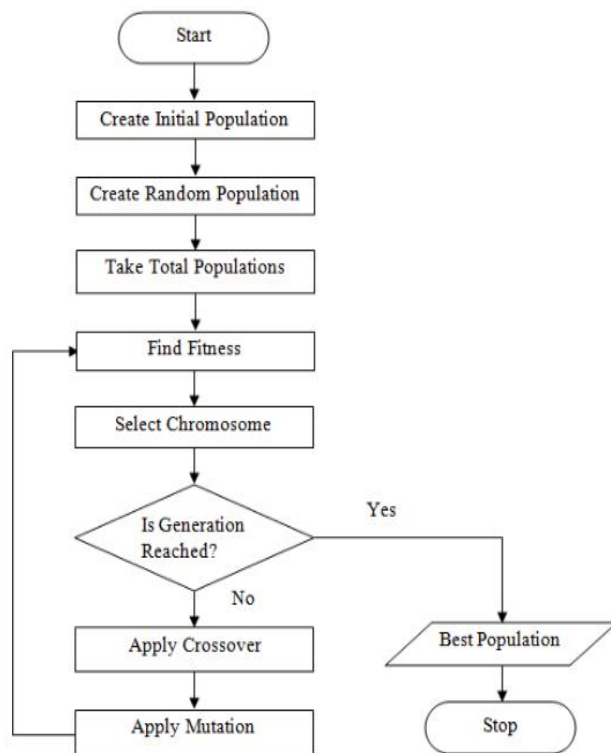 Start
Create Initial Population
Create Random Population
Take Total Populations
Find Fitness
Select Chromosome
Is Generation
Reached?
Yes
No
Apply Crossover
Best Population
Apply Mutation
Stop